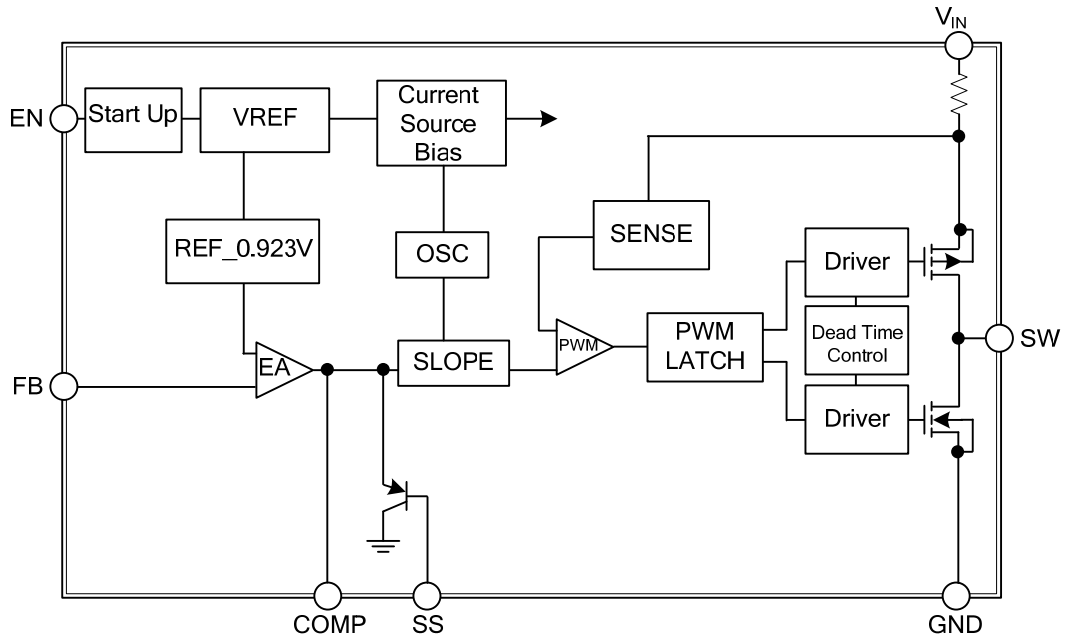 VIN
EN
Start Up
VREF
Current
Source
Bias
REF_0.923V
OSC
SENSE
Driver
PWM
PWM
LATCH
Dead Time
Control
SW
EA
SLOPE
FB
Driver
COMP
SS
GND